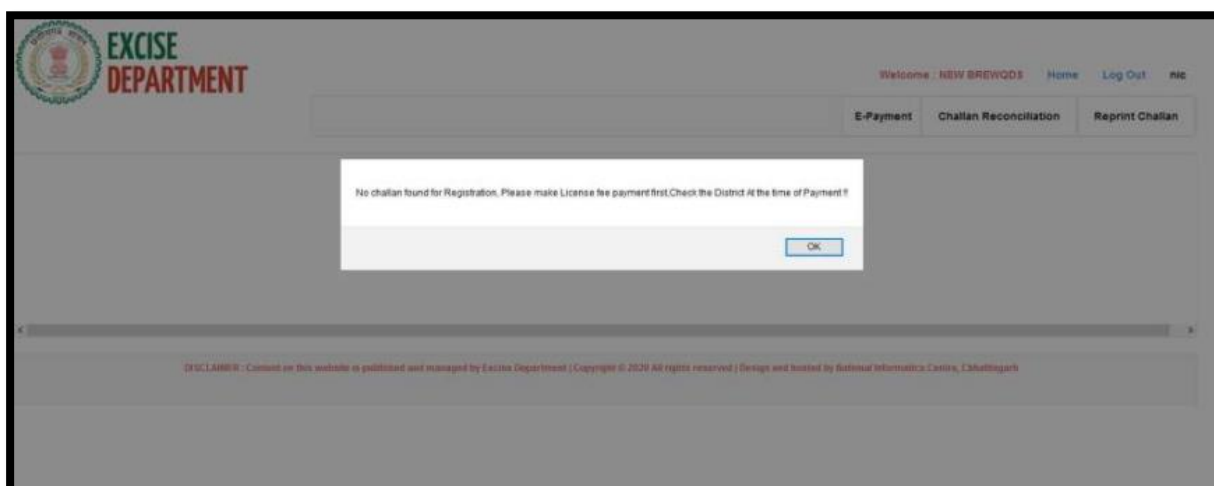 EXCISE
DEPARTMENT
Welcome : NEW BREWQDS Home Log Out nic
E-Payment Challan Reconciliation Reprint Challan
No challan found for Registration, Please make License fee payment first,Check the District At the time of Payment !!
OK
DISCLAIMER : Content on this website is published and managed by Excise Department | Copyright © 2020 All rights reserved | Design and hosted by National Informatics Centre, Chhattisgarh